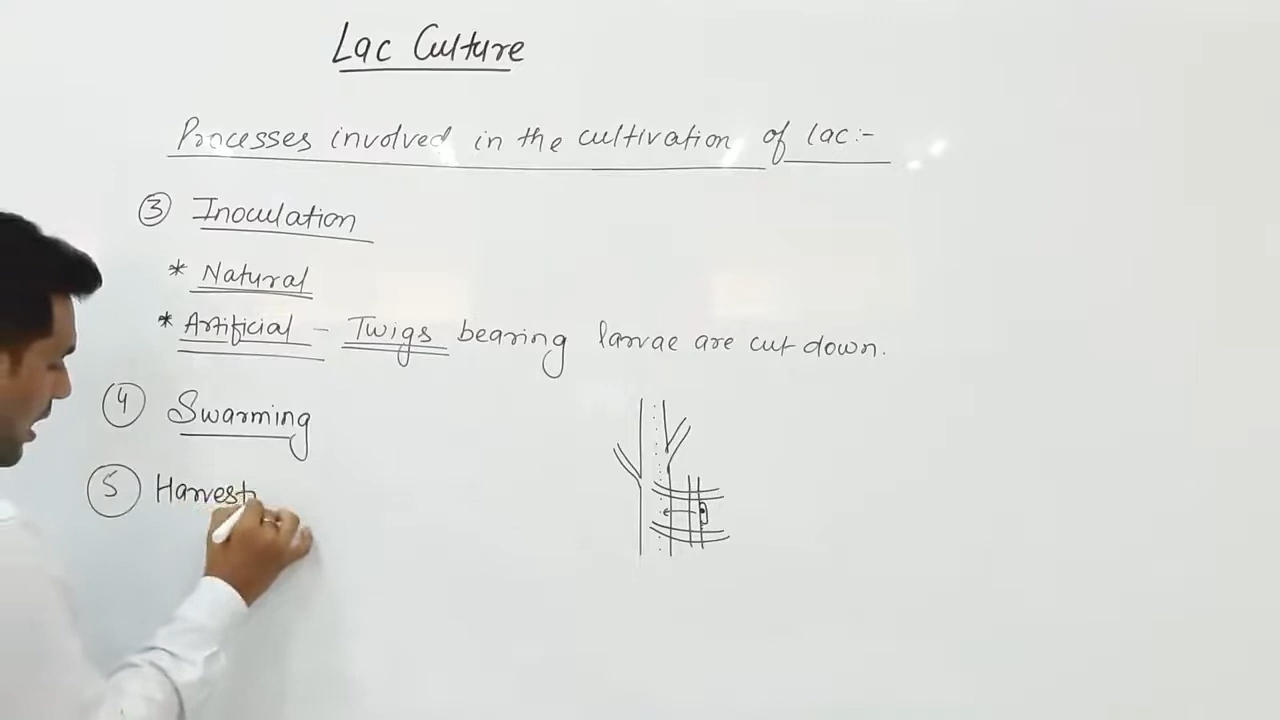 Lac Culture
Processes involved in the cultivation of lac:-
③ Inoculation
* Natural
* Artificial - Twigs bearing larvae are cut down.
④ Swarming
⑤ Harvest